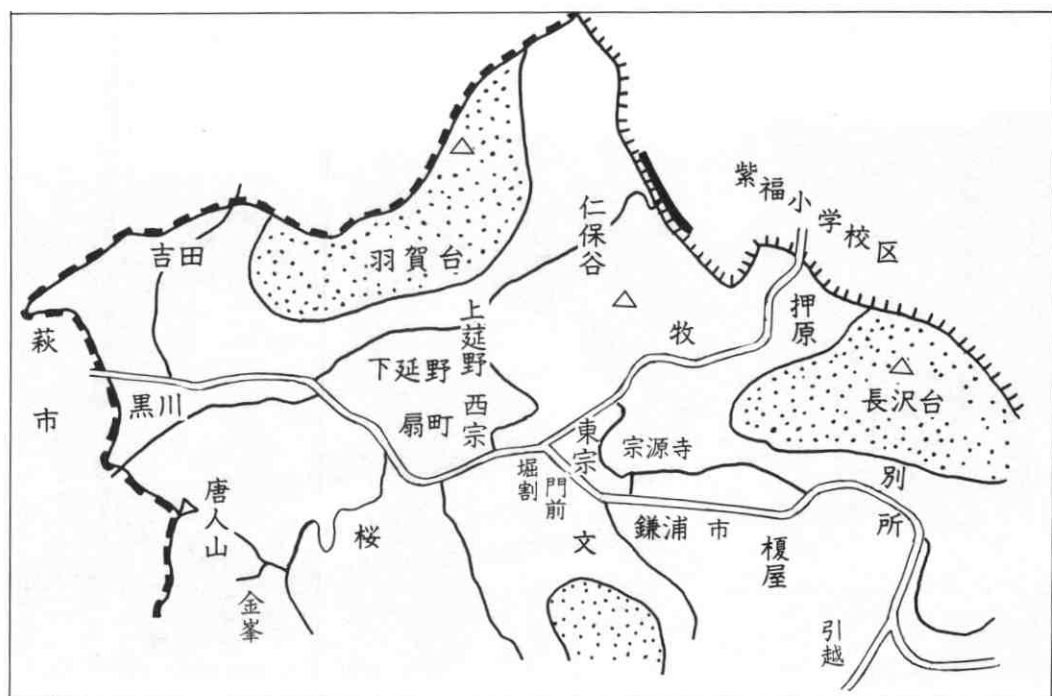 紫福小学校区
仁保谷
吉田
羽賀台
押原
牧
上莚野
萩市
下延野
長沢台
黒川
扇町
西宗
東宗
宗源寺
堀割
門前
別所
唐人山
鎌浦
市
桜
文
榎屋
金峯
引越